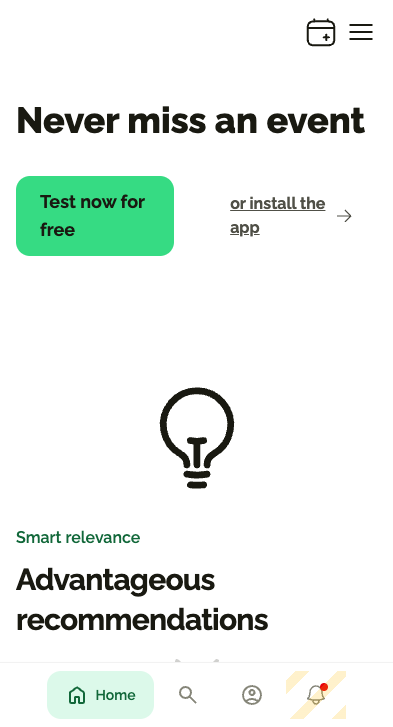 Never miss an event
Test now for
free
or install the
app
Smart relevance
Advantageous
recommendations
Home